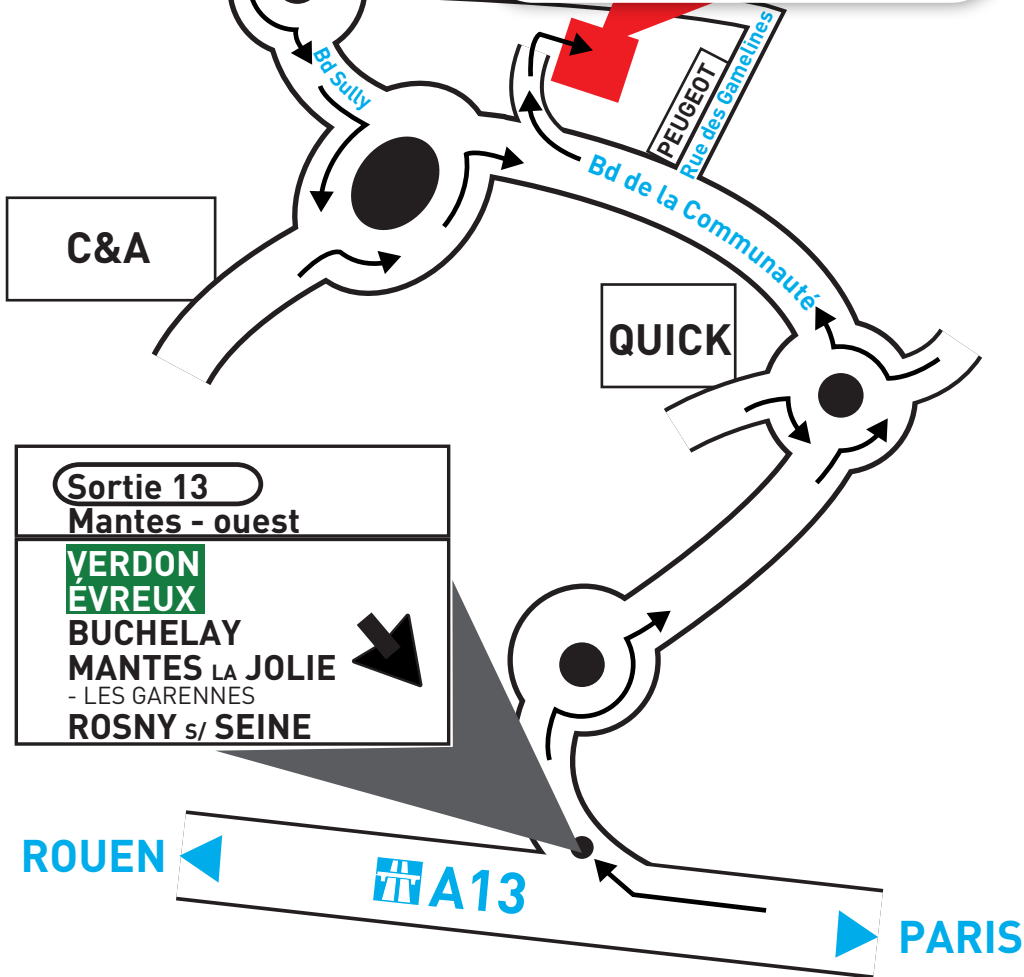 Bd Sully
PEUGEOT
Rue des Gamelines
Bd de la Communauté
C&A
QUICK
Sortie 13
Mantes - ouest
VERDON
ÉVREUX
BUCHELAY
MANTES LA JOLIE
- LES GARENNES
ROSNY s/ SEINE
ROUEN
A13
PARIS